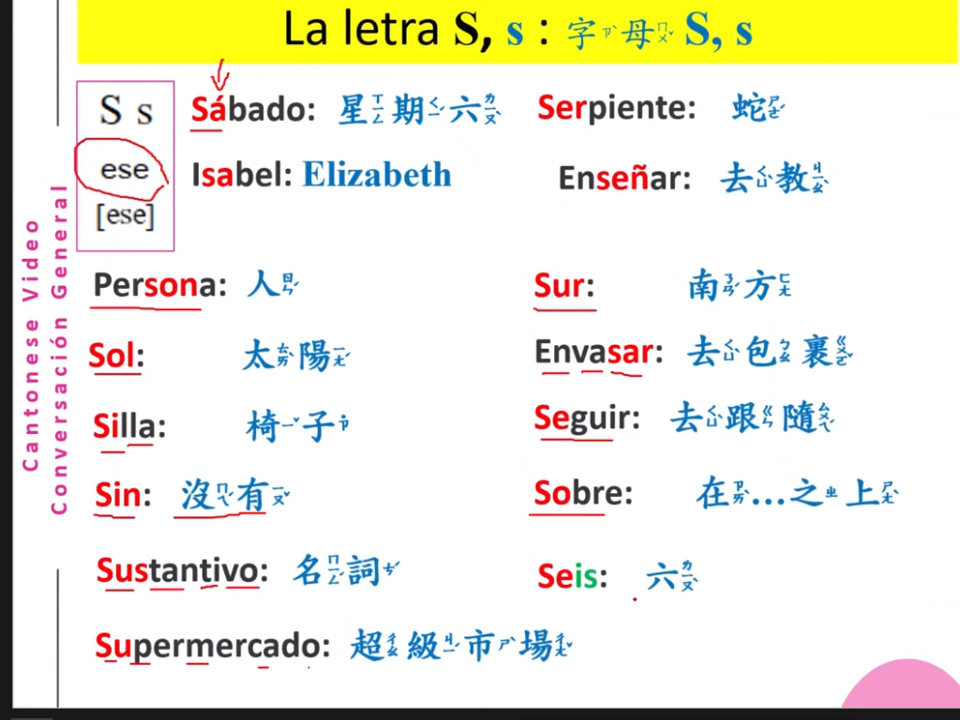 La letra S, s : 字ㄗˋ母ㄇㄨˇ S, s
S s
ese
[ese]
Sábado: 星ㄒㄧㄥ期ㄑㄧˊ六ㄌㄧㄡˋ
Serpiente: 蛇ㄕㄜˊ
Isabel: Elizabeth
Enseñar: 去ㄑㄩˋ教ㄐㄧㄠˋ
Persona: 人ㄖㄣˊ
Sur: 南ㄋㄢˊ方ㄈㄤ
Sol: 太ㄊㄞˋ陽ㄧㄤˊ
Envasar: 去ㄑㄩˋ包ㄅㄠ裹ㄍㄨㄛˇ
Silla: 椅ㄧˇ子ㄗˇ
Seguir: 去ㄑㄩˋ跟ㄍㄣ隨ㄙㄨㄟˊ
Sin: 沒ㄇㄟˊ有ㄧㄡˇ
Sobre: 在ㄗㄞˋ...之ㄓ上ㄕㄤˋ
Sustantivo: 名ㄇㄧㄥˊ詞ㄘˊ
Seis: 六ㄌㄧㄡˋ
Supermercado: 超ㄔㄠ級ㄐㄧˊ市ㄕˋ場ㄔㄤˇ
Cantonese Video
Conversación General